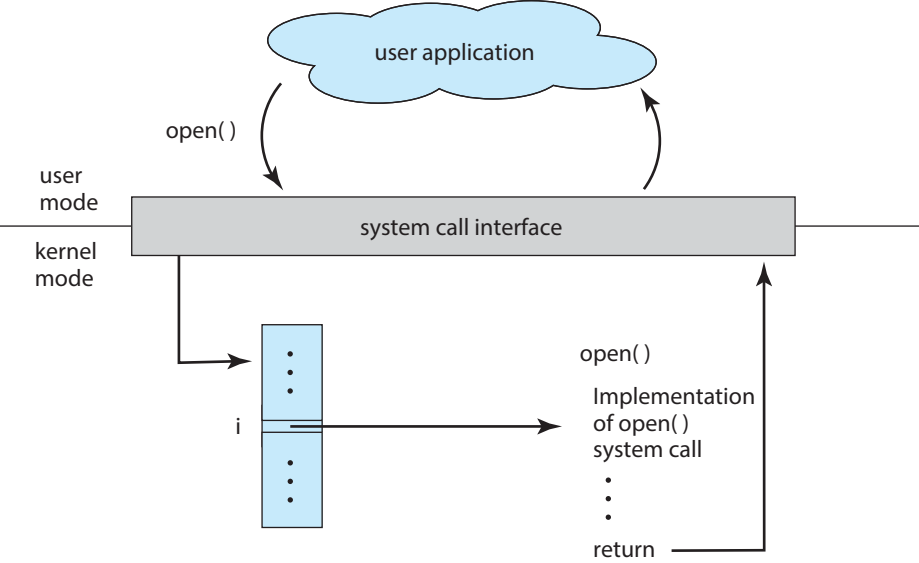 user application
open( )
user
mode
system call interface
kernel
mode
open( )
Implementation
i
of open( )
system call
return